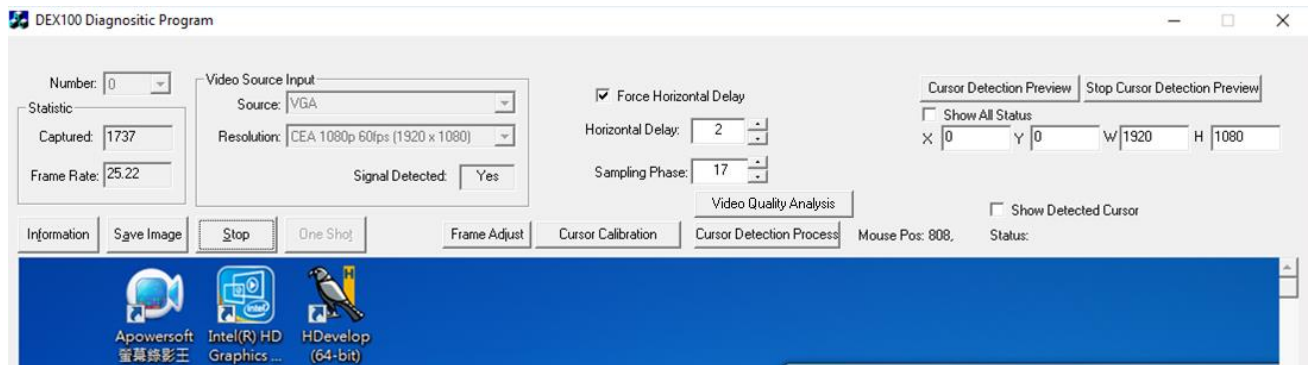 DEX100 Diagnositic Program
Number: 0
Statistic
Captured: 1737
Frame Rate: 25.22
Video Source Input
Source: VGA
Resolution: CEA 1080p 60fps (1920 x 1080)
Signal Detected: Yes
Force Horizontal Delay
Horizontal Delay: 2
Sampling Phase: 17
Video Quality Analysis
Cursor Detection Preview Stop Cursor Detection Preview
Show All Status
X 0 Y 0 W 1920 H 1080
Show Detected Cursor
Information Save Image Stop One Shot Frame Adjust Cursor Calibration Cursor Detection Process Mouse Pos: 808, Status:
Apowersoft Intel(R) HD HDevelop
螢幕錄影王 Graphics ... (64-bit)